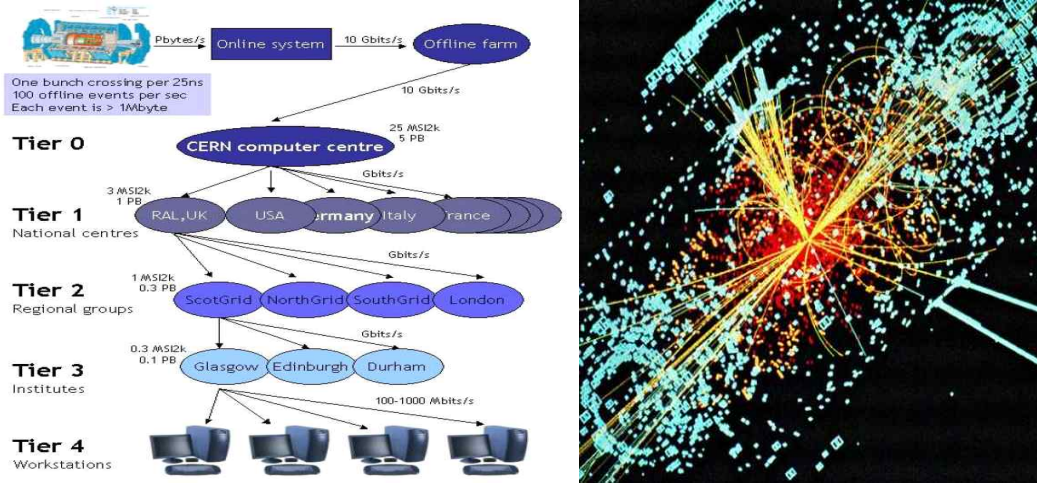 Pbytes/s
Online system
10 Gbits/s
Offline farm
One bunch crossing per 25ns
100 offline events per sec
Each event is > 1Mbyte
10 Gbits/s
Tier 0
CERN computer centre
25 MSI2k
5 PB
Gbits/s
3 MSI2k
1 PB
Tier 1
National centres
RAL,UK
USA
ermany
Italy
rance
Gbits/s
1 MSI2k
0.3 PB
Tier 2
Regional groups
ScotGrid
NorthGrid
SouthGrid
London
Gbits/s
0.3 MSI2k
0.1 PB
Tier 3
Institutes
Glasgow
Edinburgh
Durham
100-1000 Mbits/s
Tier 4
Workstations